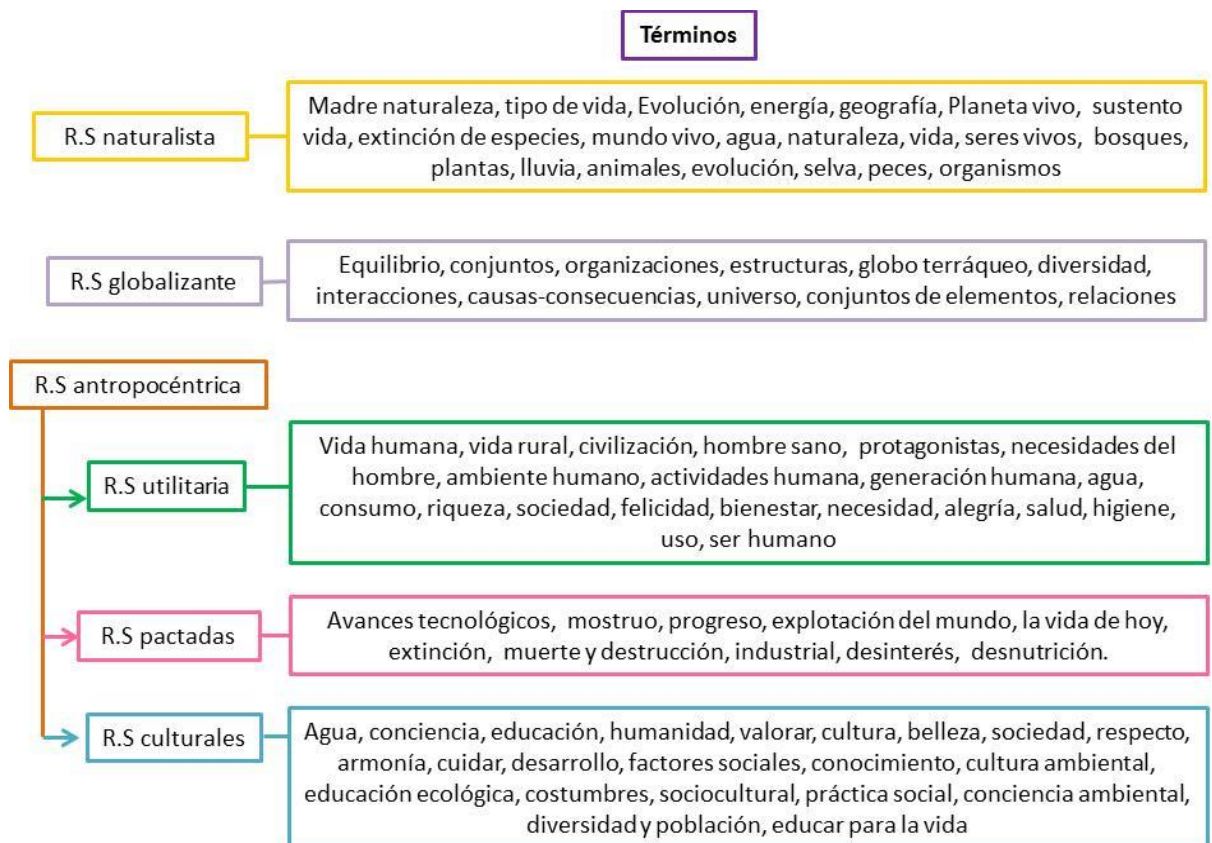 Términos
R.S naturalista
Madre naturaleza, tipo de vida, Evolución, energía, geografía, Planeta vivo, sustento
vida, extinción de especies, mundo vivo, agua, naturaleza, vida, seres vivos, bosques,
plantas, lluvia, animales, evolución, selva, peces, organismos
R.S globalizante
Equilibrio, conjuntos, organizaciones, estructuras, globo terráqueo, diversidad,
interacciones, causas-consecuencias, universo, conjuntos de elementos, relaciones
R.S antropocéntrica
R.S utilitaria
Vida humana, vida rural, civilización, hombre sano, protagonistas, necesidades del
hombre, ambiente humano, actividades humana, generación humana, agua,
consumo, riqueza, sociedad, felicidad, bienestar, necesidad, alegría, salud, higiene,
uso, ser humano
R.S pactadas
Avances tecnológicos, mostruo, progreso, explotación del mundo, la vida de hoy,
extinción, muerte y destrucción, industrial, desinterés, desnutrición.
R.S culturales
Agua, conciencia, educación, humanidad, valorar, cultura, belleza, sociedad, respecto,
armonía, cuidar, desarrollo, factores sociales, conocimiento, cultura ambiental,
educación ecológica, costumbres, sociocultural, práctica social, conciencia ambiental,
diversidad y población, educar para la vida